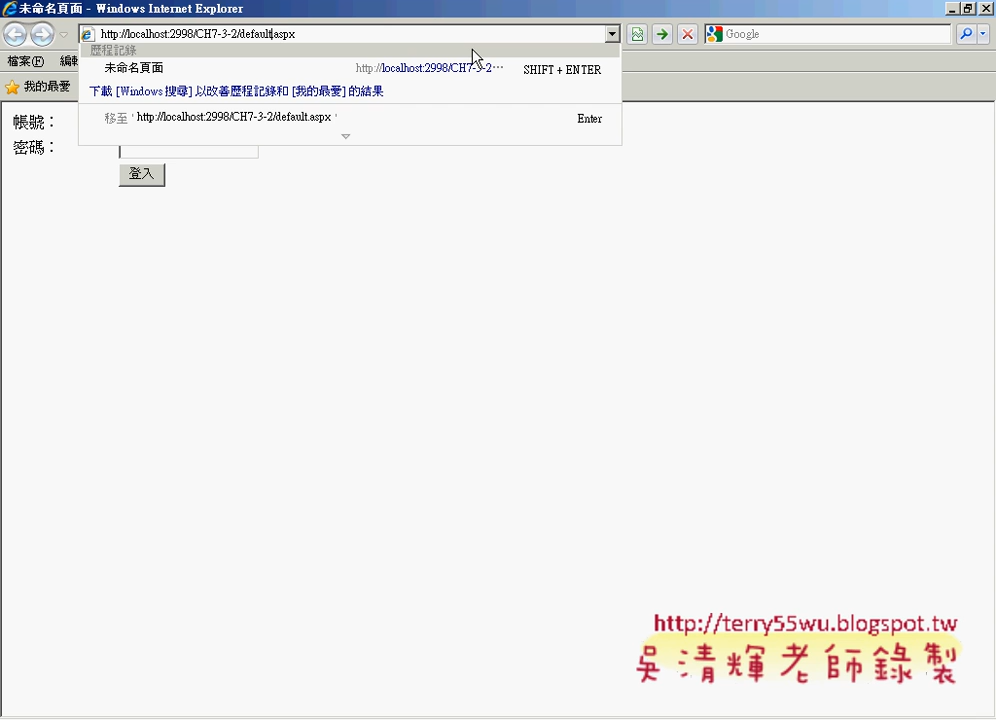 未命名頁面 - Windows Internet Explorer
http://localhost:2998/CH7-3-2/default.aspx
Google
歷程記錄
檔案(F) 編輯
未命名頁面 http://localhost:2998/CH7-3-2… SHIFT + ENTER
我的最愛
下載 [Windows 搜尋] 以改善歷程記錄和 [我的最愛] 的結果
移至 ' http://localhost:2998/CH7-3-2/default.aspx ' Enter
帳號：
密碼：
登入
http://terry55wu.blogspot.tw
吳清輝老師錄製